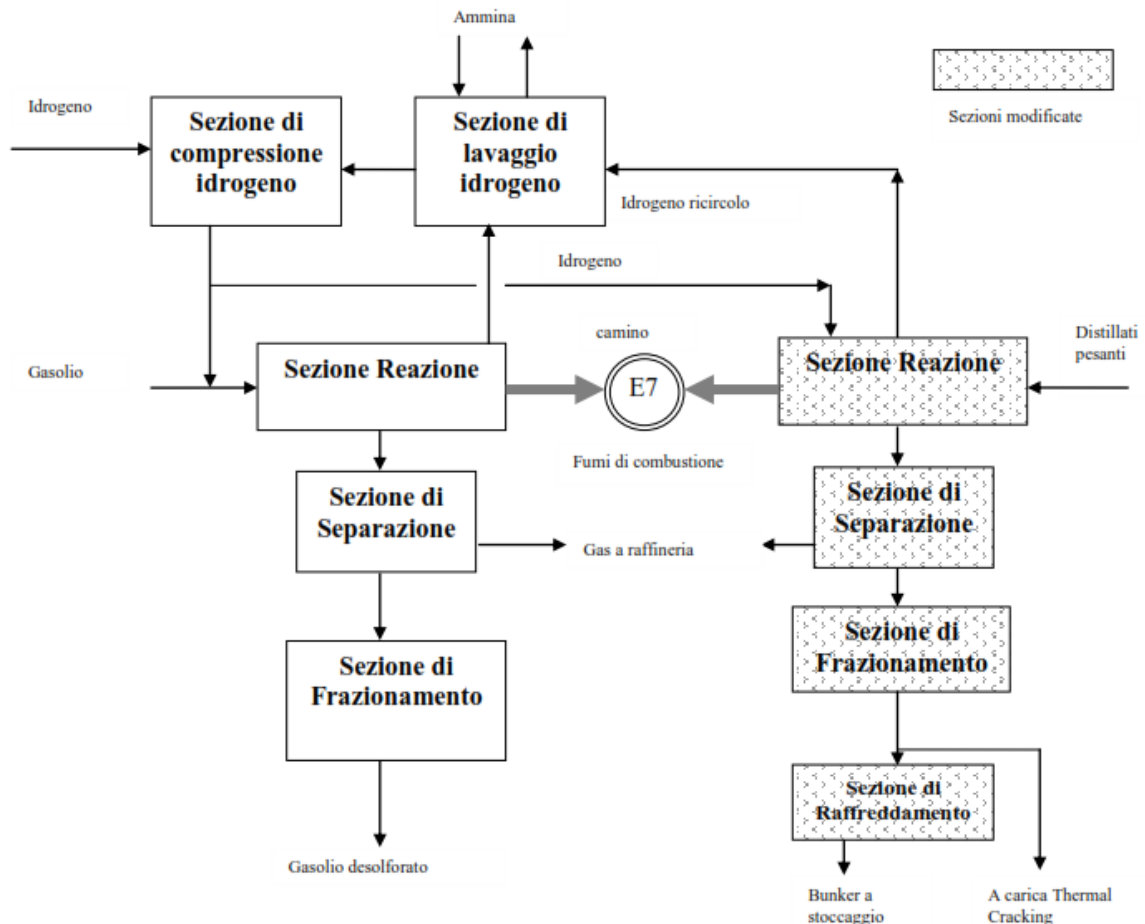 Ammina
Idrogeno
Sezione di
compressione
idrogeno
Sezione di
lavaggio
idrogeno
Sezioni modificate
Idrogeno ricircolo
Idrogeno
camino
Distillati
pesanti
Gasolio
Sezione Reazione
E7
Sezione Reazione
Fumi di combustione
Sezione di
Separazione
Sezione di
Separazione
Gas a raffineria
Sezione di
Frazionamento
Sezione di
Frazionamento
Sezione di
Raffreddamento
Gasolio desolforato
Bunker a
stoccaggio
A carica Thermal
Cracking